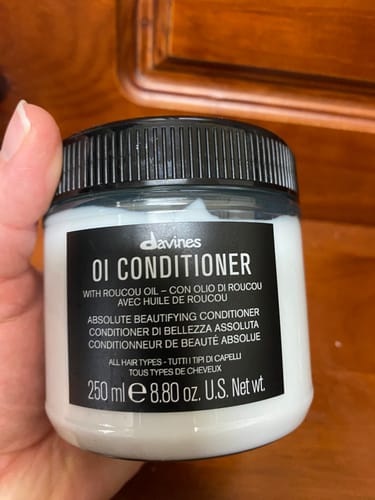 davines
OI CONDITIONER
WITH ROUCOU OIL – CON OLIO DI ROUCOU
AVEC HUILE DE ROUCOU
ABSOLUTE BEAUTIFYING CONDITIONER
CONDITIONER DI BELLEZZA ASSOLUTA
CONDITIONNEUR DE BEAUTÉ ABSOLUE
ALL HAIR TYPES - TUTTI I TIPI DI CAPELLI
TOUS TYPES DE CHEVEUX
250 ml ℮ 8.80 oz. U.S. Net wt.